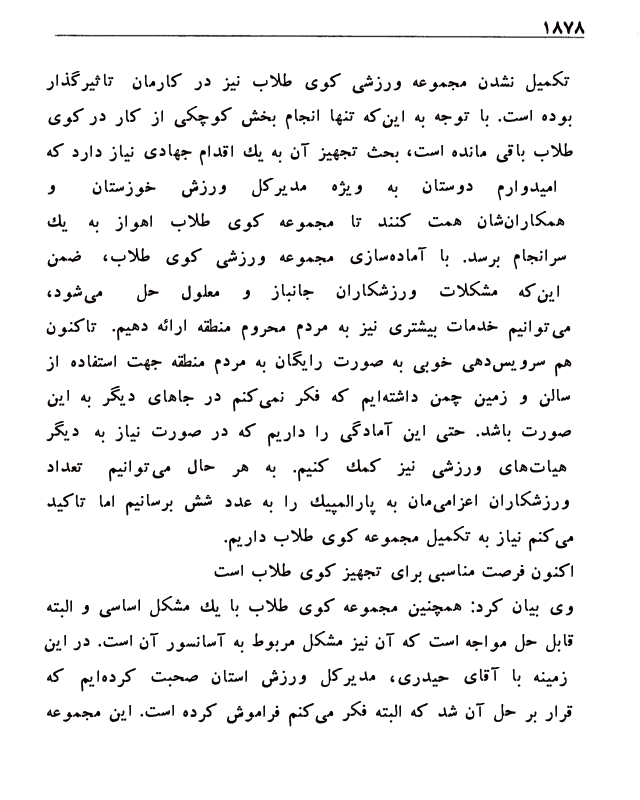 ۱۸۷۸
تکمیل نشدن مجموعه ورزشی کوی طلاب نیز در کارمان تاثیرگذار
بوده است. با توجه به این‌که تنها انجام بخش کوچکی از کار در کوی
طلاب باقی مانده است، بحث تجهیز آن به یك اقدام جهادی نیاز دارد که
امیدوارم دوستان به ویژه مدیرکل ورزش خوزستان و
همکاران‌شان همت کنند تا مجموعه کوی طلاب اهواز به یك
سرانجام برسد. با آماده‌سازی مجموعه ورزشی کوی طلاب، ضمن
این‌که مشکلات ورزشکاران جانباز و معلول حل می‌شود،
می‌توانیم خدمات بیشتری نیز به مردم محروم منطقه ارائه دهیم. تاکنون
هم سرویس‌دهی خوبی به صورت رایگان به مردم منطقه جهت استفاده از
سالن و زمین چمن داشته‌ایم که فکر نمی‌کنم در جاهای دیگر به این
صورت باشد. حتی این آمادگی را داریم که در صورت نیاز به دیگر
هیات‌های ورزشی نیز کمك کنیم. به هر حال می‌توانیم تعداد
ورزشکاران اعزامی‌مان به پارالمپیك را به عدد شش برسانیم اما تاکید
می‌کنم نیاز به تکمیل مجموعه کوی طلاب داریم.
اکنون فرصت مناسبی برای تجهیز کوی طلاب است
وی بیان کرد: همچنین مجموعه کوی طلاب با یك مشکل اساسی و البته
قابل حل مواجه است که آن نیز مشکل مربوط به آسانسور آن است. در این
زمینه با آقای حیدری، مدیرکل ورزش استان صحبت کرده‌ایم که
قرار بر حل آن شد که البته فکر می‌کنم فراموش کرده است. این مجموعه